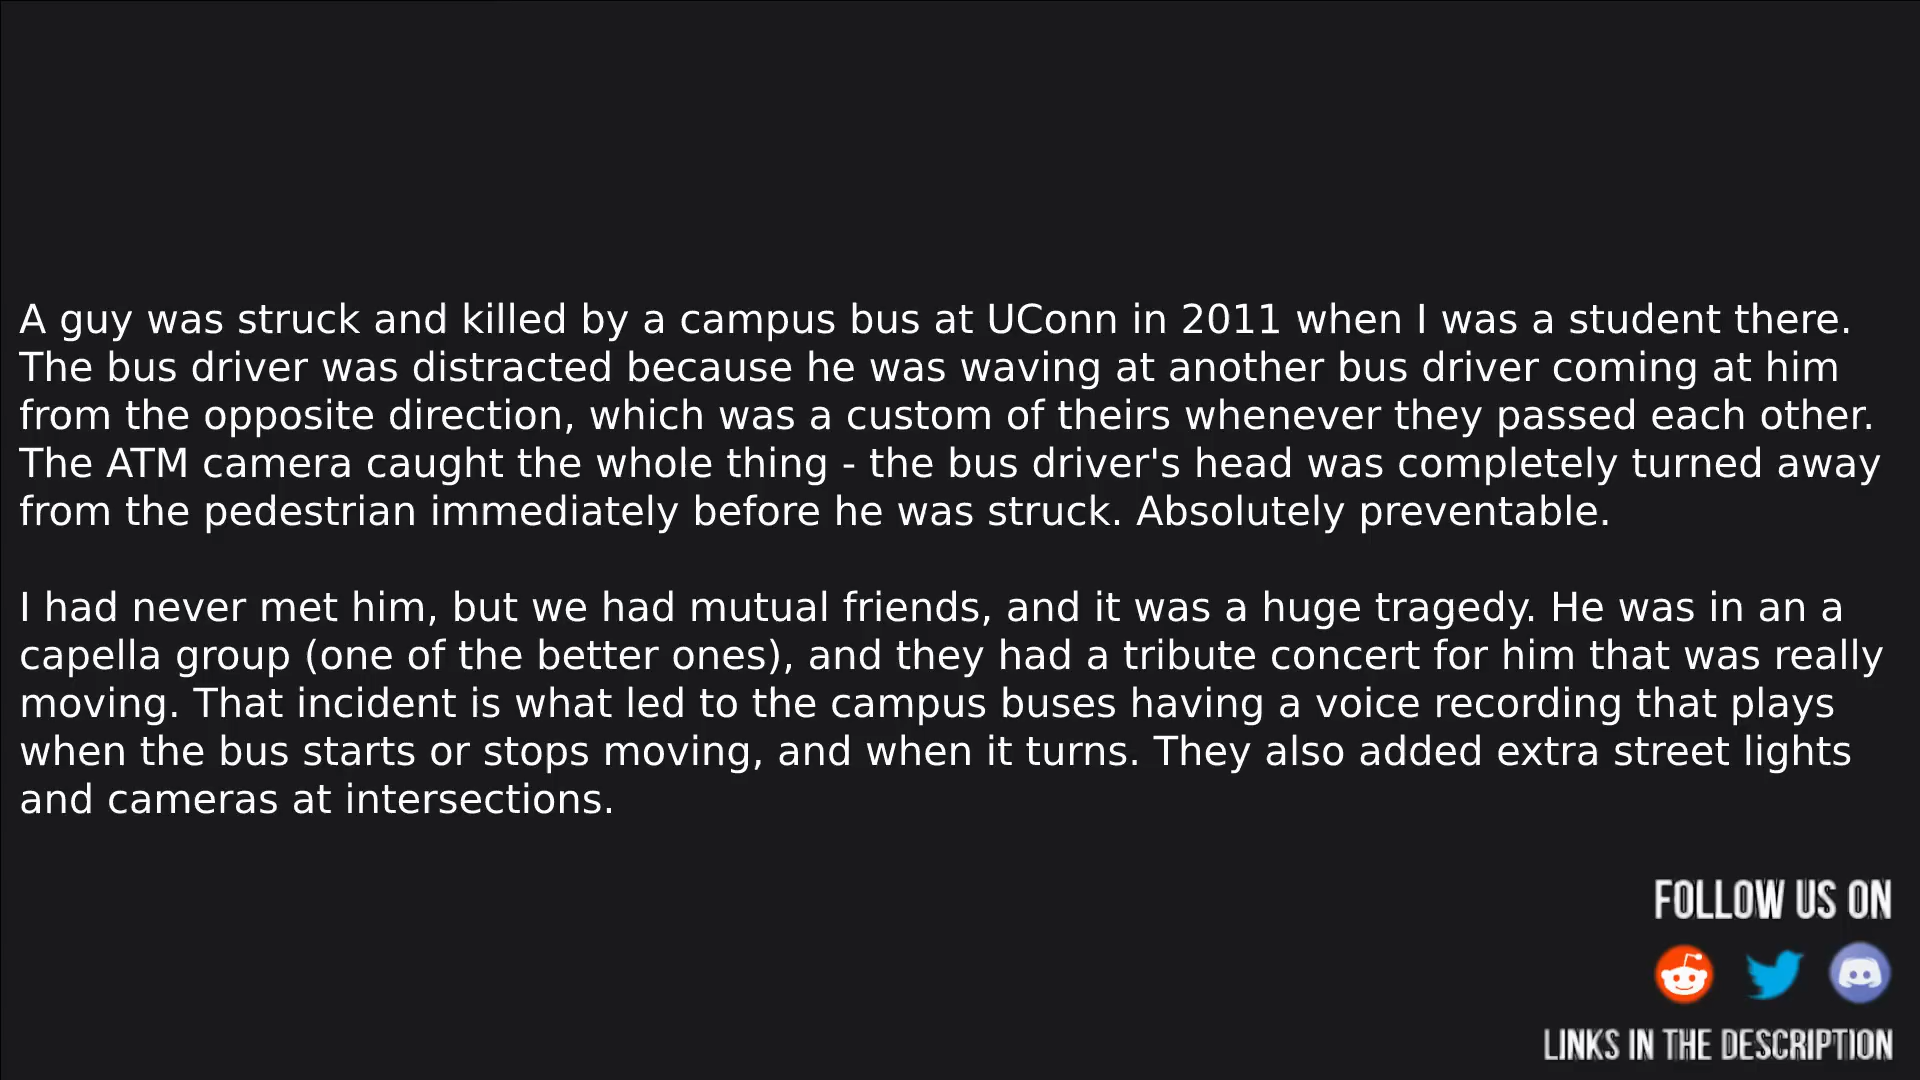 A guy was struck and killed by a campus bus at UConn in 2011 when I was a student there.
The bus driver was distracted because he was waving at another bus driver coming at him
from the opposite direction, which was a custom of theirs whenever they passed each other.
The ATM camera caught the whole thing - the bus driver's head was completely turned away
from the pedestrian immediately before he was struck. Absolutely preventable.
I had never met him, but we had mutual friends, and it was a huge tragedy. He was in an a
capella group (one of the better ones), and they had a tribute concert for him that was really
moving. That incident is what led to the campus buses having a voice recording that plays
when the bus starts or stops moving, and when it turns. They also added extra street lights
and cameras at intersections.
FOLLOW US ON
LINKS IN THE DESCRIPTION